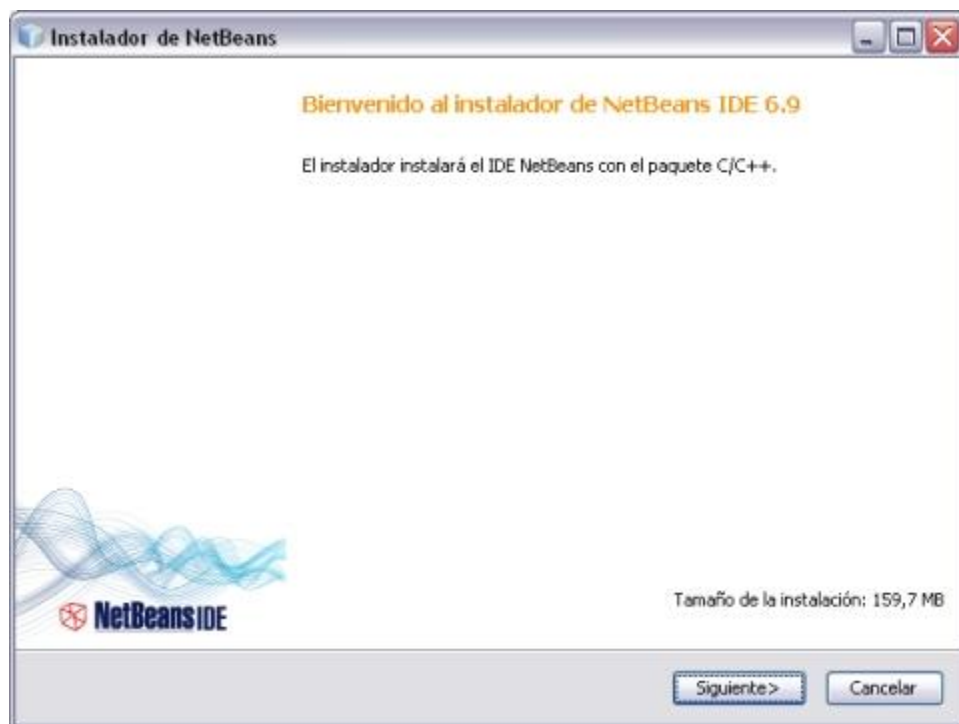 Instalador de NetBeans
Bienvenido al instalador de NetBeans IDE 6.9
El instalador instalará el IDE NetBeans con el paquete C/C++.
NetBeans IDE
Tamaño de la instalación: 159,7 MB
Siguiente>
Cancelar